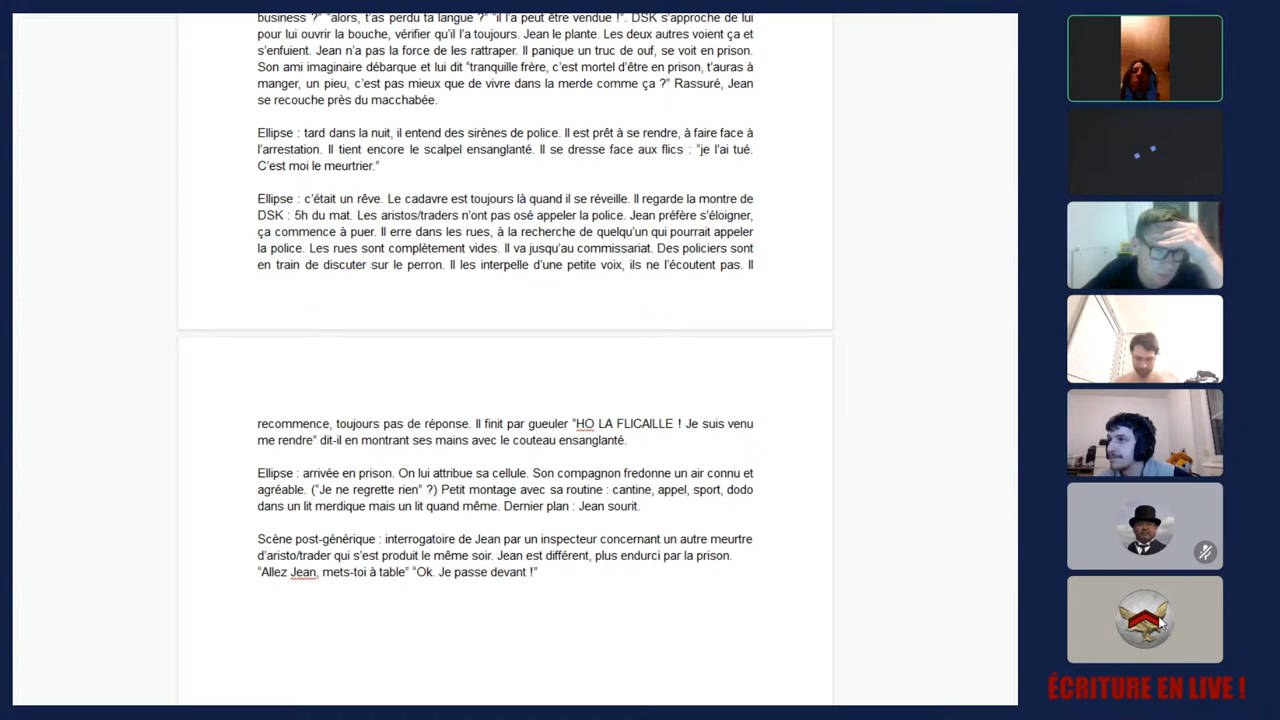 business ?” “alors, t’as perdu ta langue ?” “il l’a peut être vendue !”. DSK s’approche de lui
pour lui ouvrir la bouche, vérifier qu’il l’a toujours. Jean le plante. Les deux autres voient ça et
s’enfuient. Jean n’a pas la force de les rattraper. Il panique un truc de ouf, se voit en prison.
Son ami imaginaire débarque et lui dit “tranquille frère, c’est mortel d’être en prison, t’auras à
manger, un pieu, c’est pas mieux que de vivre dans la merde comme ça ?” Rassuré, Jean
se recouche près du macchabée.
Ellipse : tard dans la nuit, il entend des sirènes de police. Il est prêt à se rendre, à faire face à
l’arrestation. Il tient encore le scalpel ensanglanté. Il se dresse face aux flics : “je l’ai tué.
C’est moi le meurtrier.”
Ellipse : c’était un rêve. Le cadavre est toujours là quand il se réveille. Il regarde la montre de
DSK : 5h du mat. Les aristos/traders n’ont pas osé appeler la police. Jean préfère s’éloigner,
ça commence à puer. Il erre dans les rues, à la recherche de quelqu’un qui pourrait appeler
la police. Les rues sont complètement vides. Il va jusqu’au commissariat. Des policiers sont
en train de discuter sur le perron. Il les interpelle d’une petite voix, ils ne l’écoutent pas. Il
recommence, toujours pas de réponse. Il finit par gueuler “HO LA FLICAILLE ! Je suis venu
me rendre” dit-il en montrant ses mains avec le couteau ensanglanté.
Ellipse : arrivée en prison. On lui attribue sa cellule. Son compagnon fredonne un air connu et
agréable. (“Je ne regrette rien” ?) Petit montage avec sa routine : cantine, appel, sport, dodo
dans un lit merdique mais un lit quand même. Dernier plan : Jean sourit.
Scène post-générique : interrogatoire de Jean par un inspecteur concernant un autre meurtre
d’aristo/trader qui s’est produit le même soir. Jean est différent, plus endurci par la prison.
“Allez Jean, mets-toi à table” “Ok. Je passe devant !”
ÉCRITURE EN LIVE !